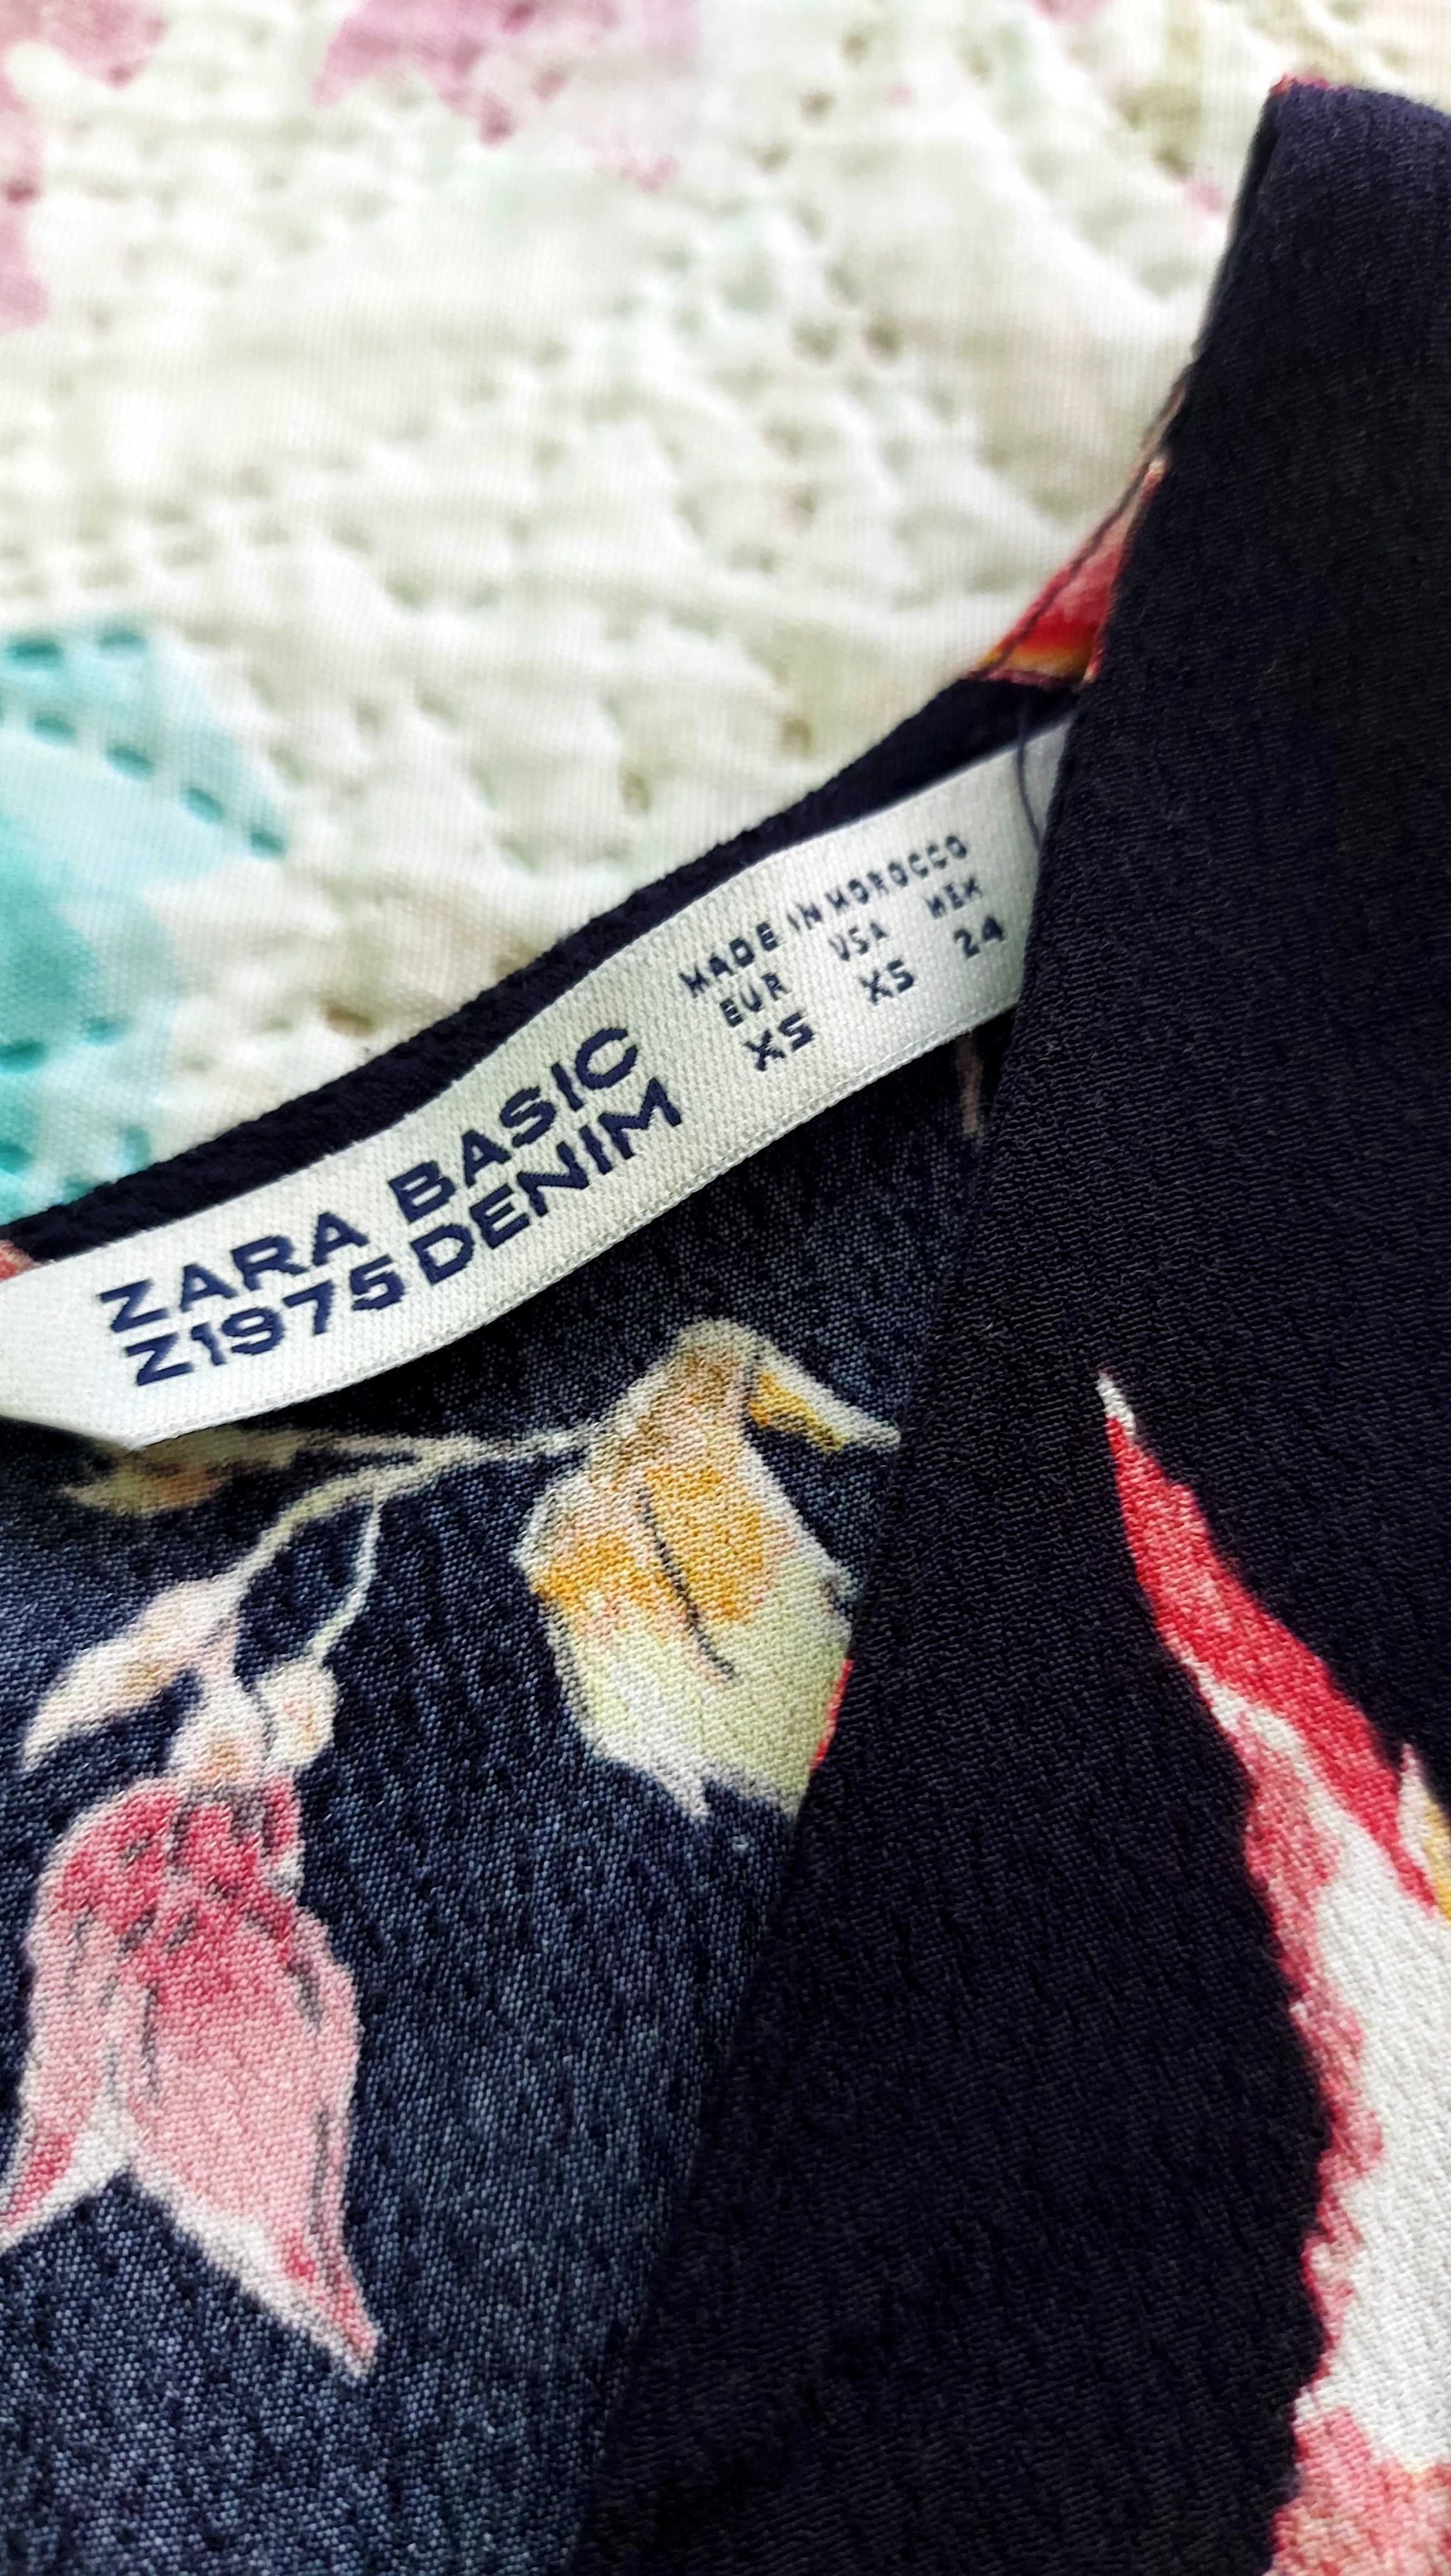 ZARA BASIC
Z1975 DENIM
MADE IN MOROCCO
EUR USA MEX
XS XS 24